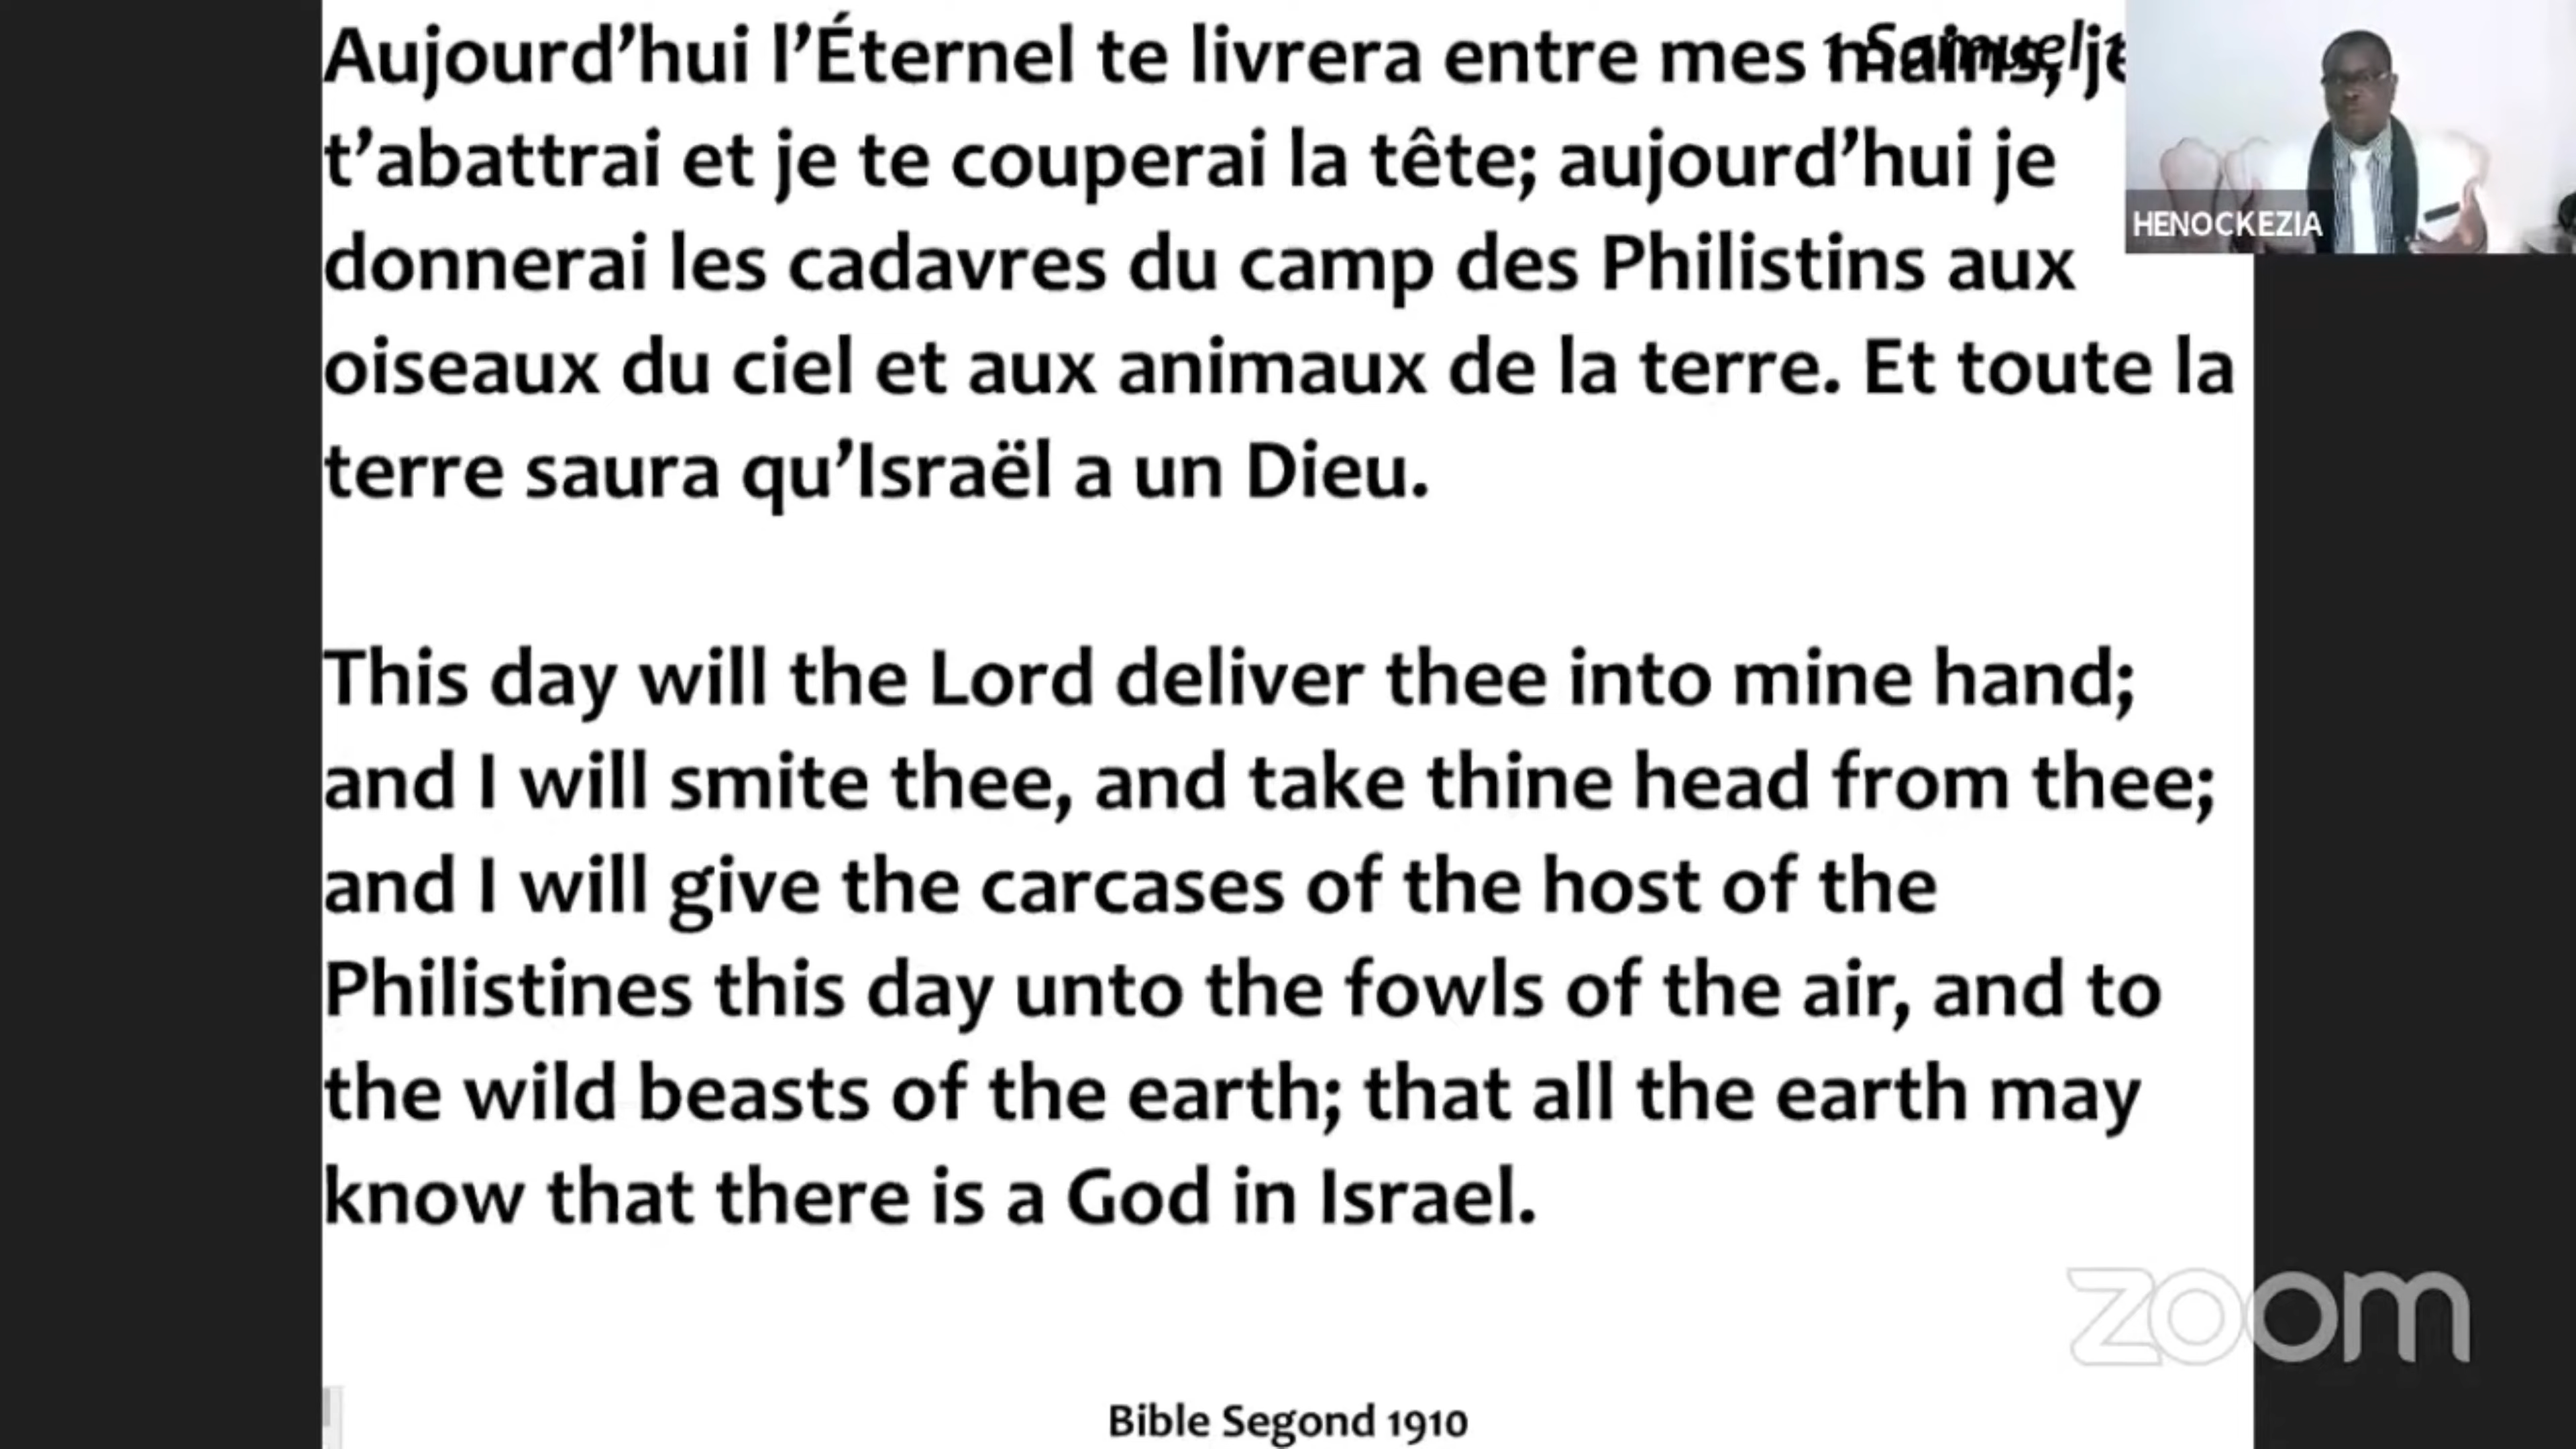 Aujourd’hui l’Éternel te livrera entre mes mains, je
1 Samuel
t’abattrai et je te couperai la tête; aujourd’hui je
donnerai les cadavres du camp des Philistins aux
oiseaux du ciel et aux animaux de la terre. Et toute la
terre saura qu’Israël a un Dieu.
This day will the Lord deliver thee into mine hand;
and I will smite thee, and take thine head from thee;
and I will give the carcases of the host of the
Philistines this day unto the fowls of the air, and to
the wild beasts of the earth; that all the earth may
know that there is a God in Israel.
Bible Segond 1910
HENOCKEZIA
zoom